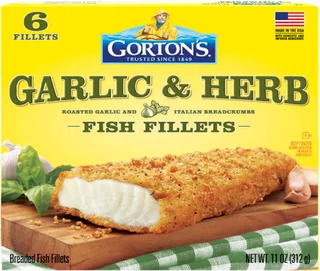 6
FILLETS
GORTON'S
TRUSTED SINCE 1849
MADE IN THE USA
GARLIC & HERB
ROASTED GARLIC AND ITALIAN BREADCRUMBS
FISH FILLETS
Breaded Fish Fillets
NET WT. 11 OZ (312g)